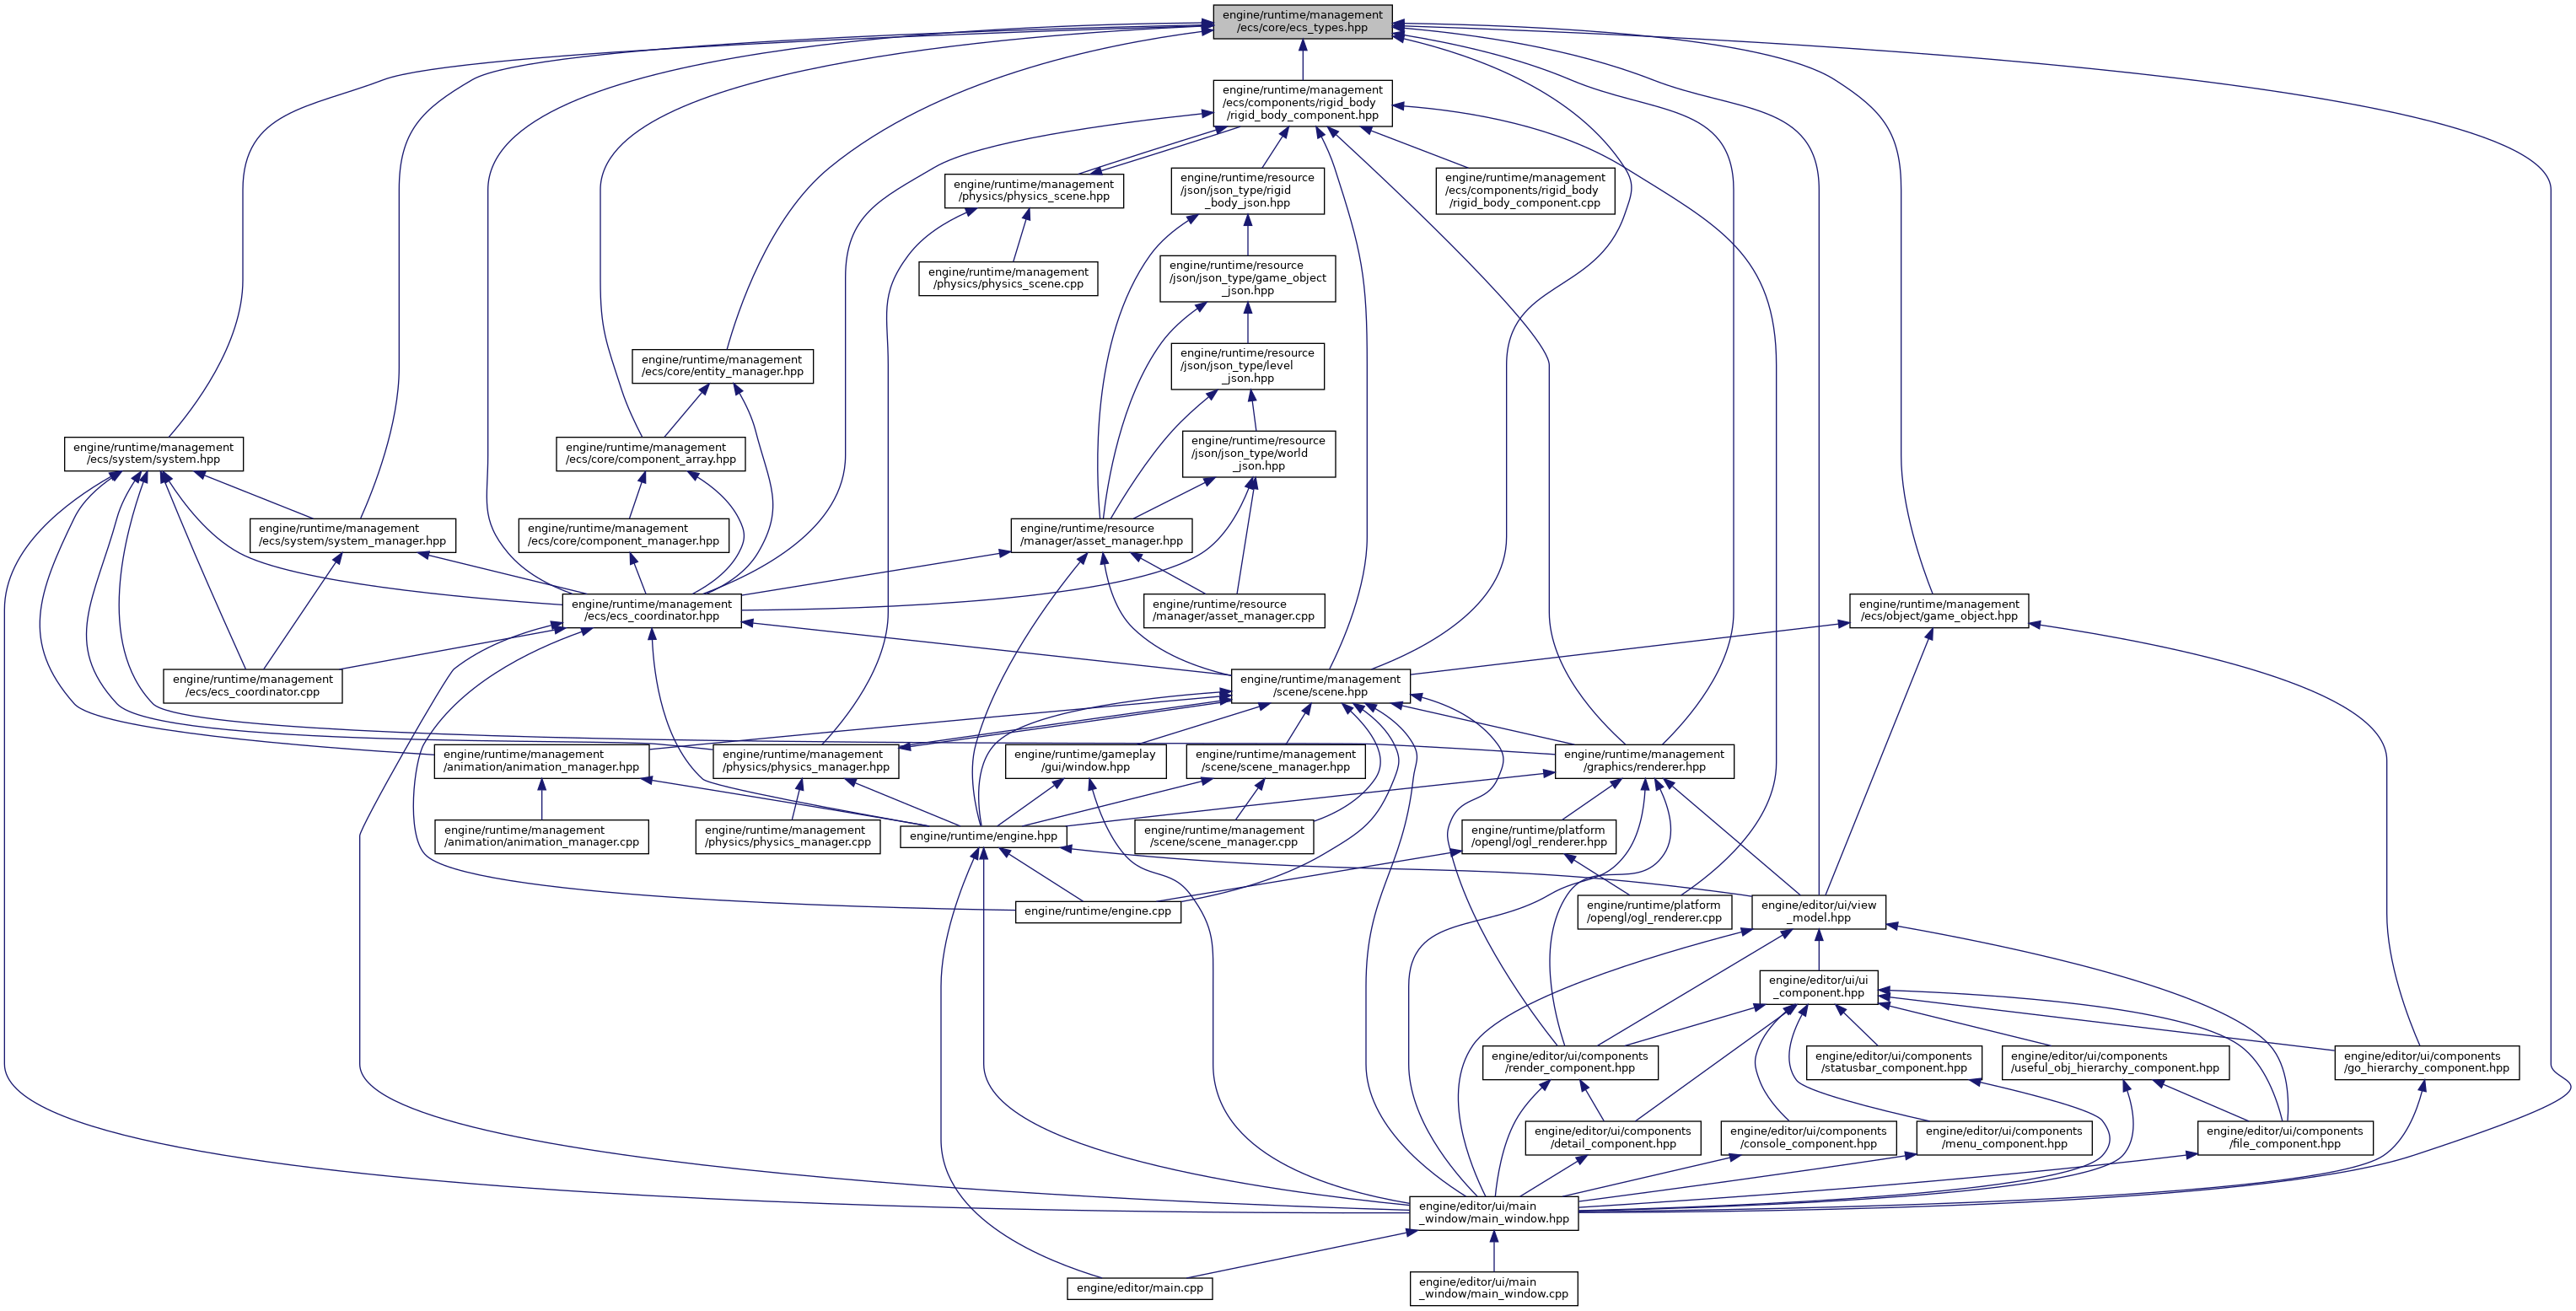 engine/runtime/management
/ecs/core/ecs_types.hpp
engine/runtime/management
/ecs/components/rigid_body
/rigid_body_component.hpp
engine/runtime/management
/physics/physics_scene.hpp
engine/runtime/resource
/json/json_type/rigid
_body_json.hpp
engine/runtime/management
/ecs/components/rigid_body
/rigid_body_component.cpp
engine/runtime/management
/physics/physics_scene.cpp
engine/runtime/resource
/json/json_type/game_object
_json.hpp
engine/runtime/management
/ecs/core/entity_manager.hpp
engine/runtime/resource
/json/json_type/level
_json.hpp
engine/runtime/management
/ecs/system/system.hpp
engine/runtime/management
/ecs/core/component_array.hpp
engine/runtime/resource
/json/json_type/world
_json.hpp
engine/runtime/management
/ecs/system/system_manager.hpp
engine/runtime/management
/ecs/core/component_manager.hpp
engine/runtime/resource
/manager/asset_manager.hpp
engine/runtime/management
/ecs/ecs_coordinator.hpp
engine/runtime/resource
/manager/asset_manager.cpp
engine/runtime/management
/ecs/object/game_object.hpp
engine/runtime/management
/ecs/ecs_coordinator.cpp
engine/runtime/management
/scene/scene.hpp
engine/runtime/management
/animation/animation_manager.hpp
engine/runtime/management
/physics/physics_manager.hpp
engine/runtime/gameplay
/gui/window.hpp
engine/runtime/management
/scene/scene_manager.hpp
engine/runtime/management
/graphics/renderer.hpp
engine/runtime/management
/animation/animation_manager.cpp
engine/runtime/management
/physics/physics_manager.cpp
engine/runtime/engine.hpp
engine/runtime/management
/scene/scene_manager.cpp
engine/runtime/platform
/opengl/ogl_renderer.hpp
engine/runtime/engine.cpp
engine/runtime/platform
/opengl/ogl_renderer.cpp
engine/editor/ui/view
_model.hpp
engine/editor/ui/ui
_component.hpp
engine/editor/ui/components
/render_component.hpp
engine/editor/ui/components
/statusbar_component.hpp
engine/editor/ui/components
/useful_obj_hierarchy_component.hpp
engine/editor/ui/components
/go_hierarchy_component.hpp
engine/editor/ui/components
/detail_component.hpp
engine/editor/ui/components
/console_component.hpp
engine/editor/ui/components
/menu_component.hpp
engine/editor/ui/components
/file_component.hpp
engine/editor/ui/main
_window/main_window.hpp
engine/editor/main.cpp
engine/editor/ui/main
_window/main_window.cpp